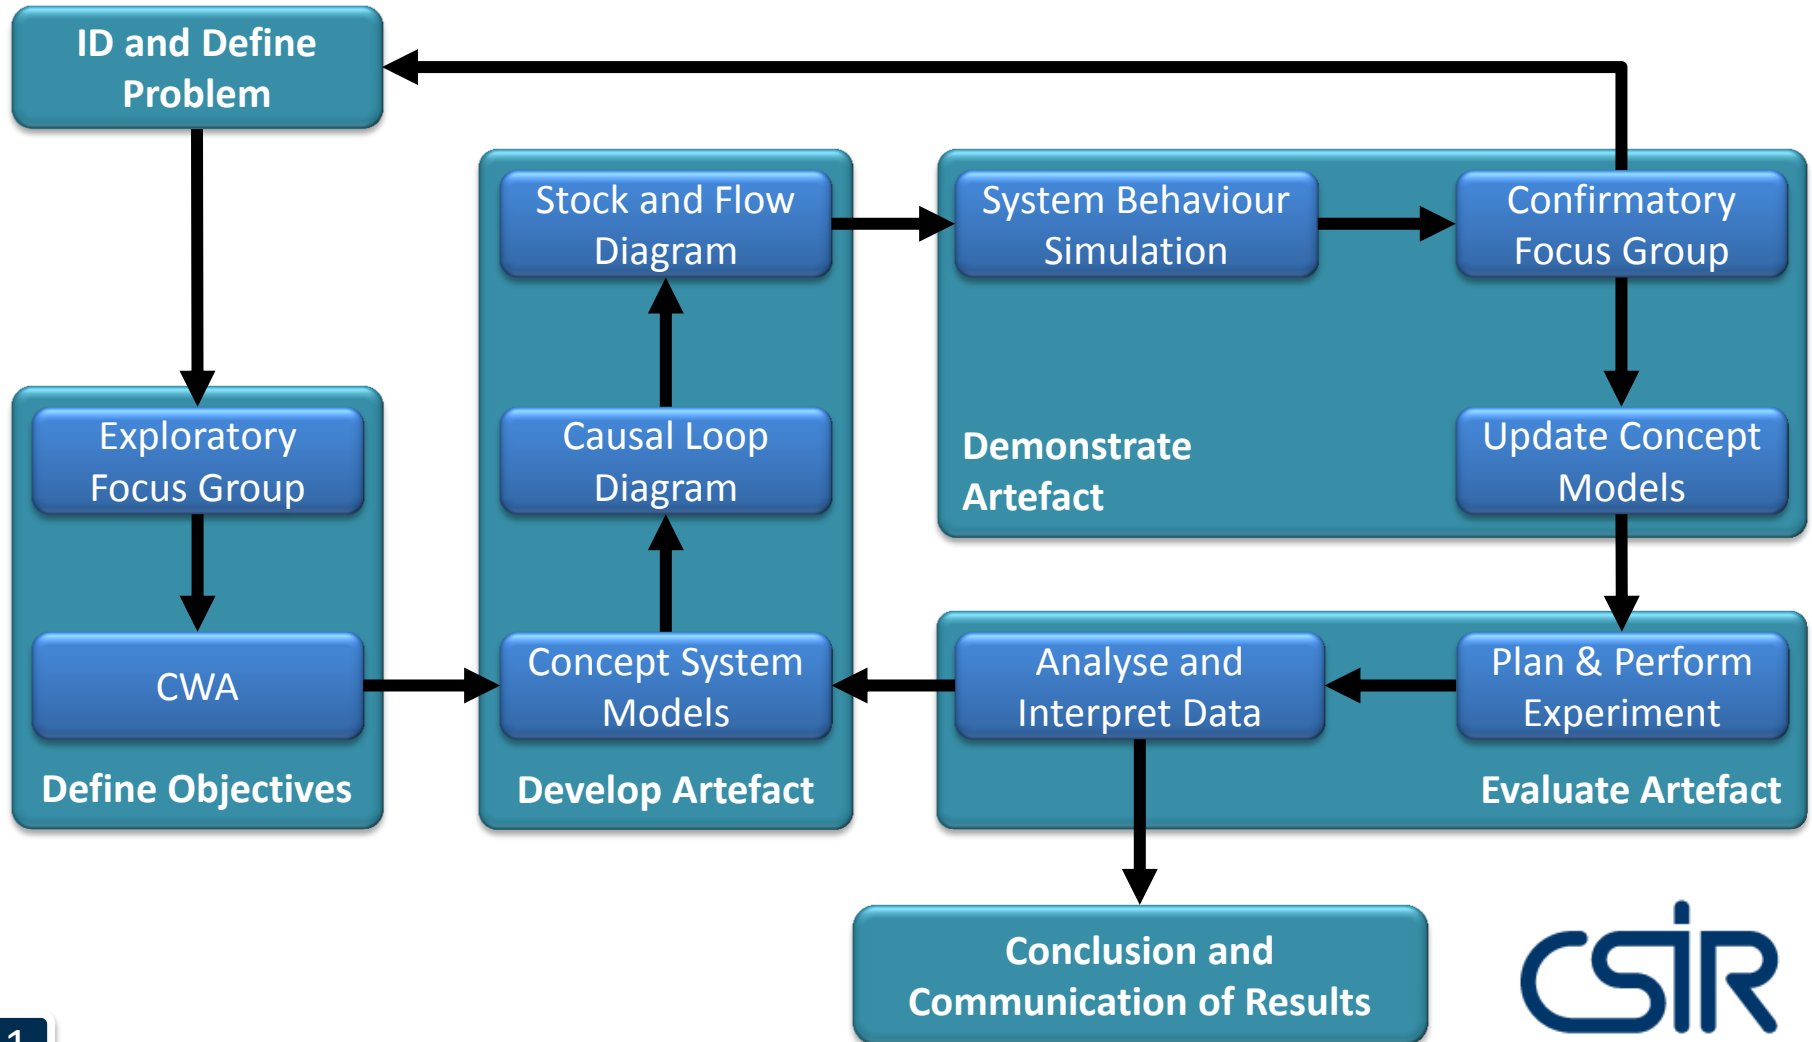 ID and Define
Problem
Exploratory
Focus Group
CWA
Define Objectives
Stock and Flow
Diagram
Causal Loop
Diagram
Concept System
Models
Develop Artefact
System Behaviour
Simulation
Confirmatory
Focus Group
Demonstrate
Artefact
Update Concept
Models
Analyse and
Interpret Data
Plan & Perform
Experiment
Evaluate Artefact
Conclusion and
Communication of Results
CSIR
1